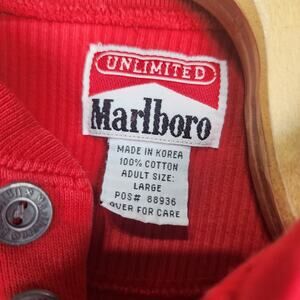 UNLIMITED
Marlboro
MADE IN KOREA
100% COTTON
ADULT SIZE:
LARGE
POS# 88936
OVER FOR CARE